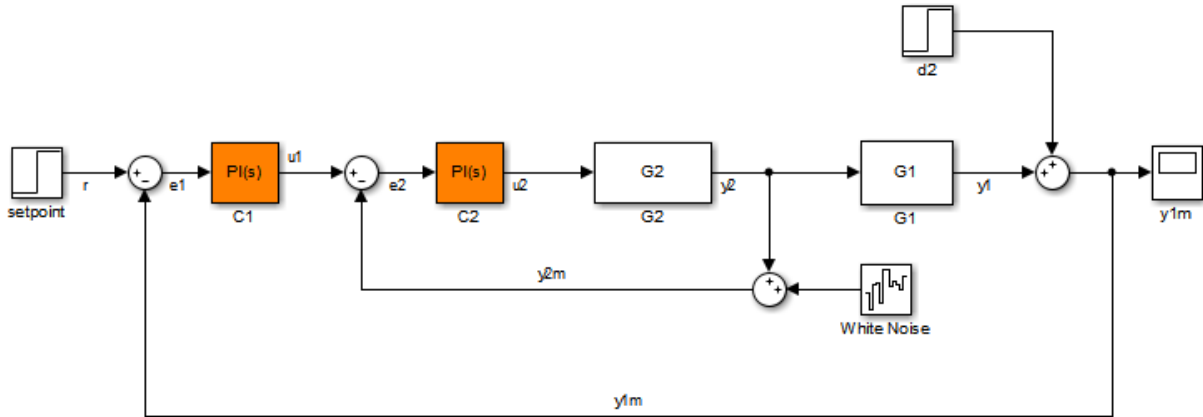 d2
PI(s)
u1
PI(s)
G2
G1
r
e1
e2
u2
y2
y1
setpoint
C1
C2
G2
G1
y1m
y2m
White Noise
y1m